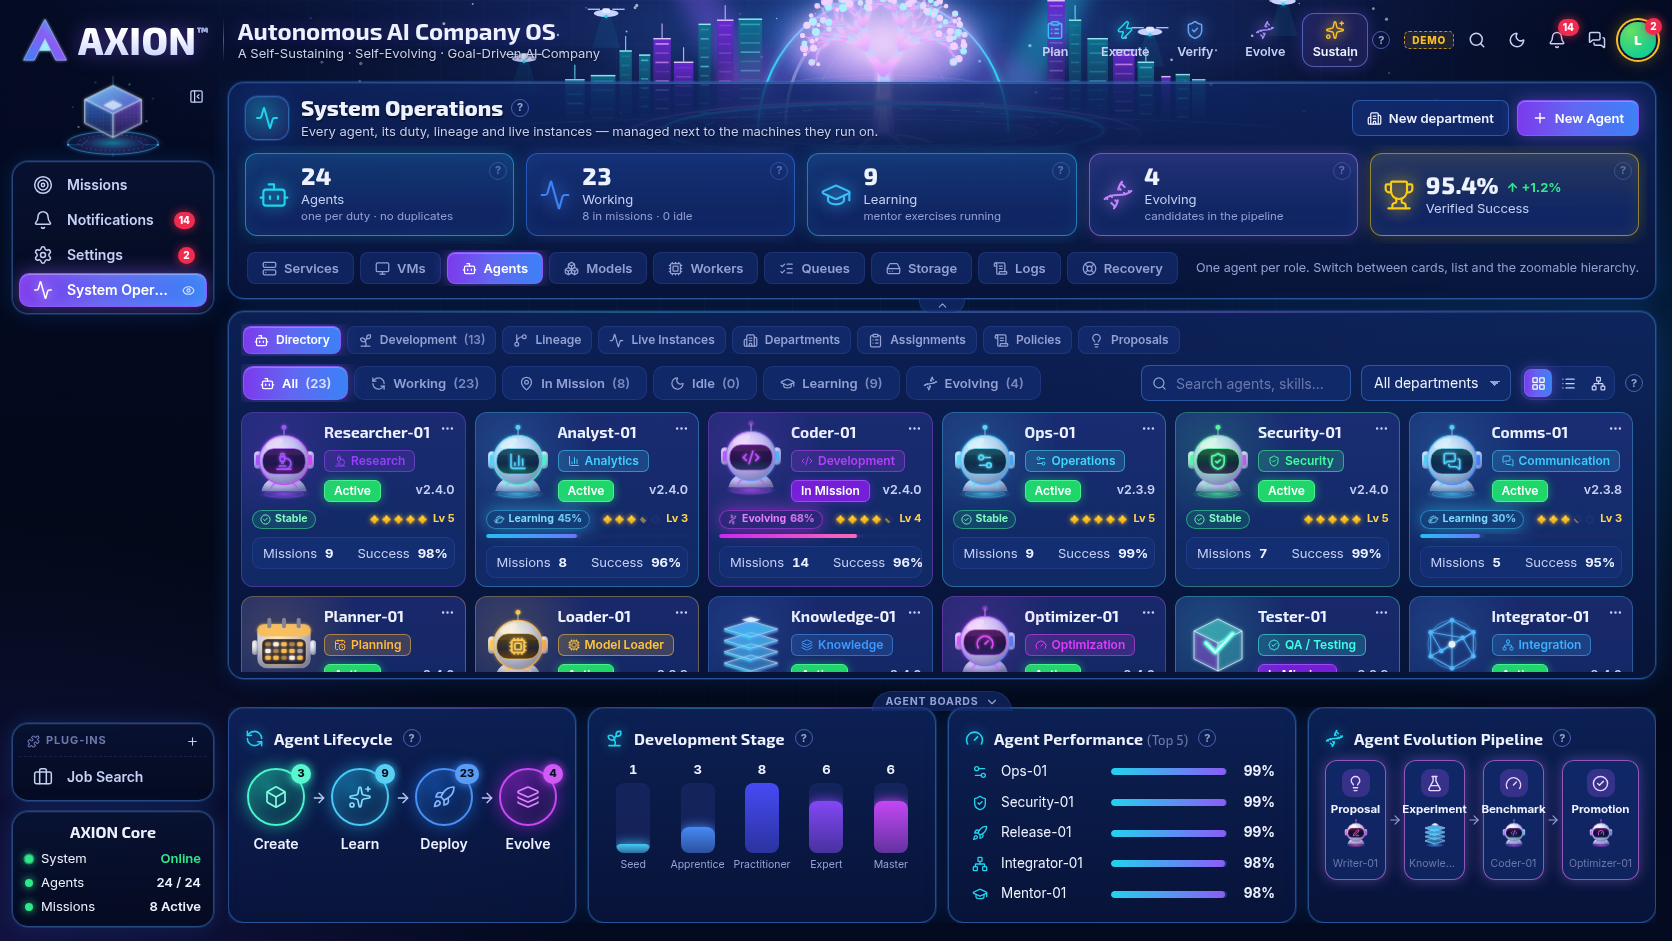 AXION™
Autonomous AI Company OS
A Self-Sustaining · Self-Evolving · Goal-Driven AI Company
Plan
Execute
Verify
Evolve
Sustain
?
DEMO
14
L
2
Missions
Notifications 14
Settings 2
System Oper...
PLUG-INS +
Job Search
AXION Core
System Online
Agents 24 / 24
Missions 8 Active
System Operations ?
Every agent, its duty, lineage and live instances — managed next to the machines they run on.
New department
+ New Agent
24 ?
Agents
one per duty · no duplicates
23 ?
Working
8 in missions · 0 idle
9 ?
Learning
mentor exercises running
4 ?
Evolving
candidates in the pipeline
95.4% ↑ +1.2% ?
Verified Success
Services
VMs
Agents
Models
Workers
Queues
Storage
Logs
Recovery
One agent per role. Switch between cards, list and the zoomable hierarchy.
Directory
Development (13)
Lineage
Live Instances
Departments
Assignments
Policies
Proposals
All (23)
Working (23)
In Mission (8)
Idle (0)
Learning (9)
Evolving (4)
Search agents, skills...
All departments
?
Researcher-01 ...
Research
Active v2.4.0
Stable Lv 5
Missions 9 Success 98%
Analyst-01 ...
Analytics
Active v2.4.0
Learning 45% Lv 3
Missions 8 Success 96%
Coder-01 ...
Development
In Mission v2.4.0
Evolving 68% Lv 4
Missions 14 Success 96%
Ops-01 ...
Operations
Active v2.3.9
Stable Lv 5
Missions 9 Success 99%
Security-01 ...
Security
Active v2.4.0
Stable Lv 5
Missions 7 Success 99%
Comms-01 ...
Communication
Active v2.3.8
Learning 30% Lv 3
Missions 5 Success 95%
Planner-01 ...
Planning
Loader-01 ...
Model Loader
Knowledge-01 ...
Knowledge
Optimizer-01 ...
Optimization
Tester-01 ...
QA / Testing
Integrator-01 ...
Integration
AGENT BOARDS
Agent Lifecycle ?
3 9 23 4
Create Learn Deploy Evolve
Development Stage ?
1 3 8 6 6
Seed Apprentice Practitioner Expert Master
Agent Performance (Top 5) ?
Ops-01 99%
Security-01 99%
Release-01 99%
Integrator-01 98%
Mentor-01 98%
Agent Evolution Pipeline ?
Proposal Experiment Benchmark Promotion
Writer-01 Knowle... Coder-01 Optimizer-01